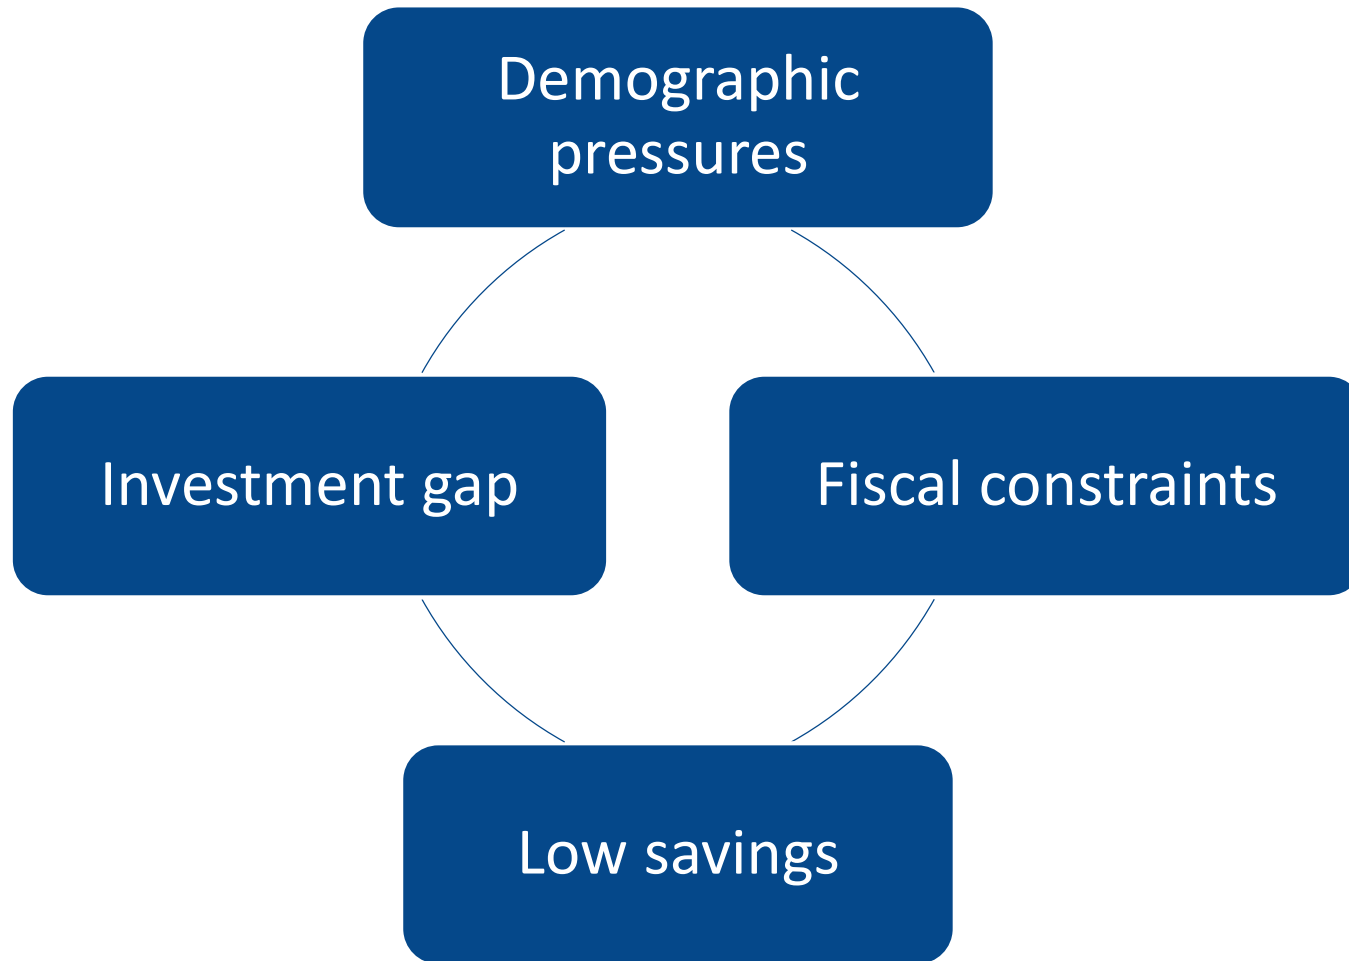 Demographic
pressures
Investment gap
Fiscal constraints
Low savings